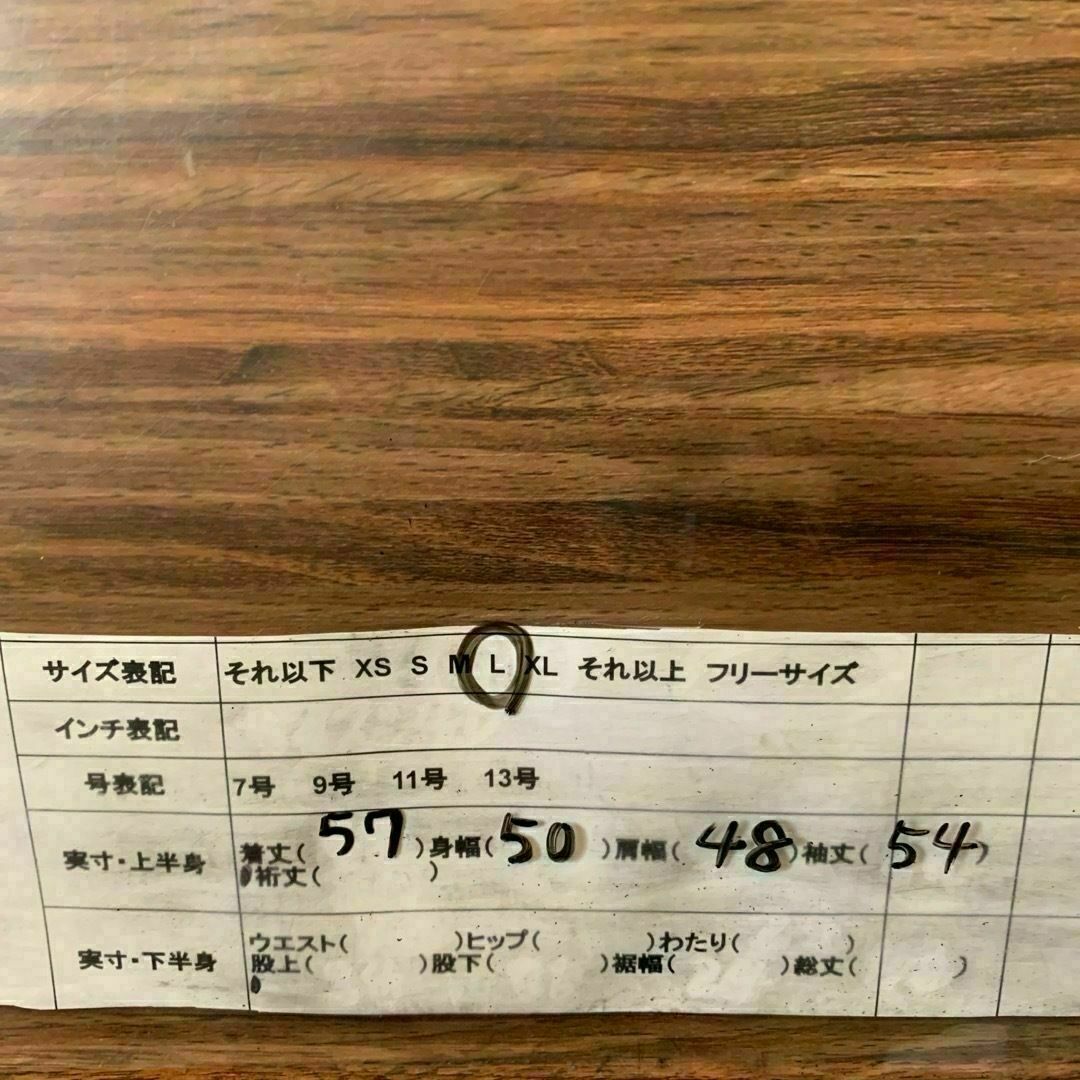 サイズ表記 それ以下 XS S M L XL それ以上 フリーサイズ
インチ表記
号表記 7号 9号 11号 13号
実寸・上半身 着丈( 57 )身幅( 50 )肩幅( 48 )袖丈( 54 )
裄丈( )
実寸・下半身 ウエスト( )ヒップ( )わたり( )
股上( )股下( )裾幅( )総丈( )